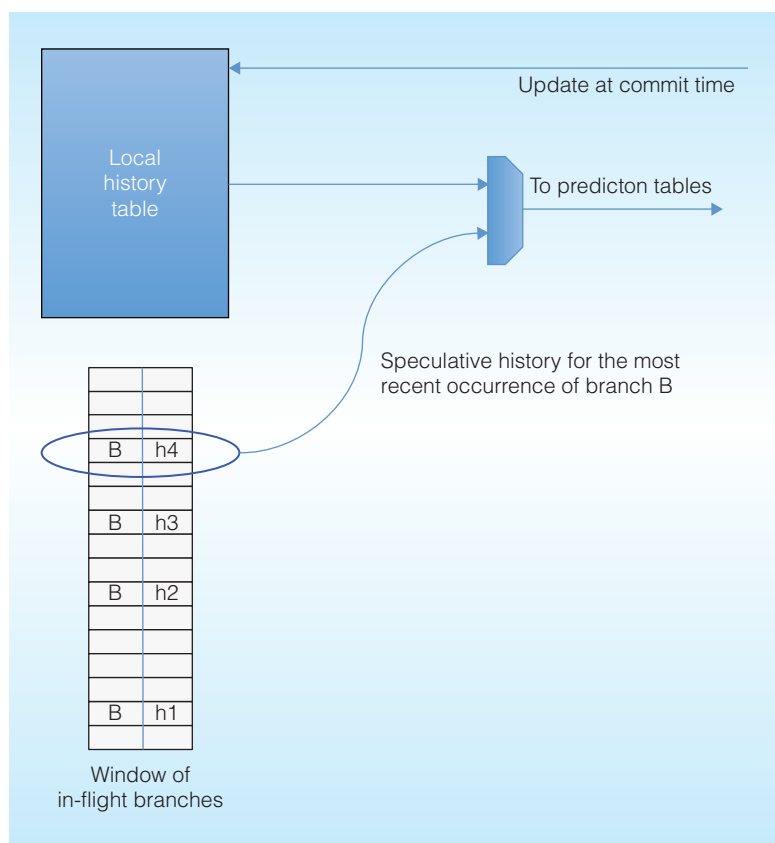 Update at commit time
Local
history
table
To predicton tables
Speculative history for the most
recent occurrence of branch B
B h4
B h3
B h2
B h1
Window of
in-flight branches